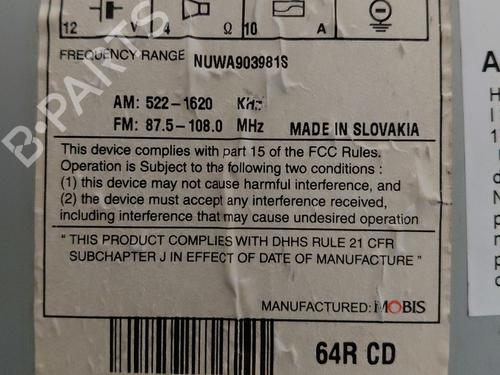 12 V 4 Ω 10 A
FREQUENCY RANGE NUWA903981S
AM: 522-1620 KHz
FM: 87.5-108.0 MHz MADE IN SLOVAKIA
This device complies with part 15 of the FCC Rules.
Operation is Subject to the following two conditions :
(1) this device may not cause harmful interference, and
(2) the device must accept any interference received,
including interference that may cause undesired operation
" THIS PRODUCT COMPLIES WITH DHHS RULE 21 CFR
SUBCHAPTER J IN EFFECT OF DATE OF MANUFACTURE "
MANUFACTURED: MOBIS
64R CD
B-PARTS